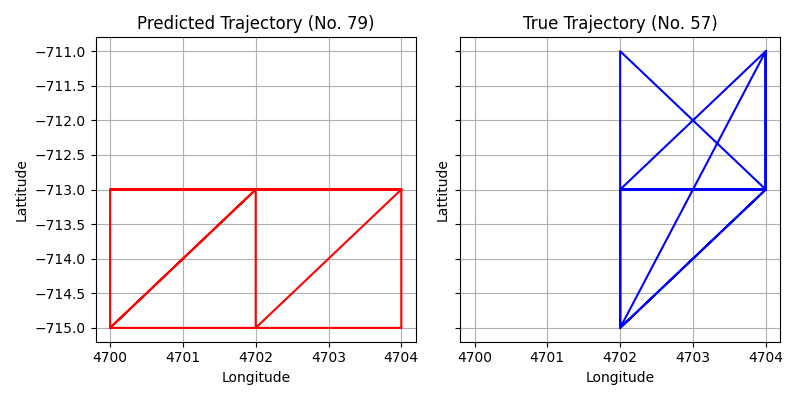 Predicted Trajectory (No. 79)
True Trajectory (No. 57)
−711.0
−711.5
−712.0
−712.5
−713.0
−713.5
−714.0
−714.5
−715.0
Lattitude
Lattitude
4700 4701 4702 4703 4704
4700 4701 4702 4703 4704
Longitude
Longitude